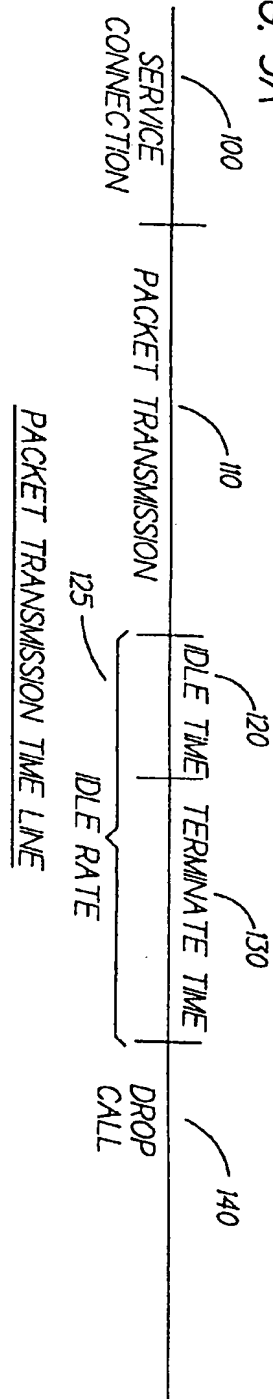 100
SERVICE
CONNECTION
110
PACKET TRANSMISSION
120
IDLE TIME
130
TERMINATE TIME
125
IDLE RATE
140
DROP
CALL
PACKET TRANSMISSION TIME LINE